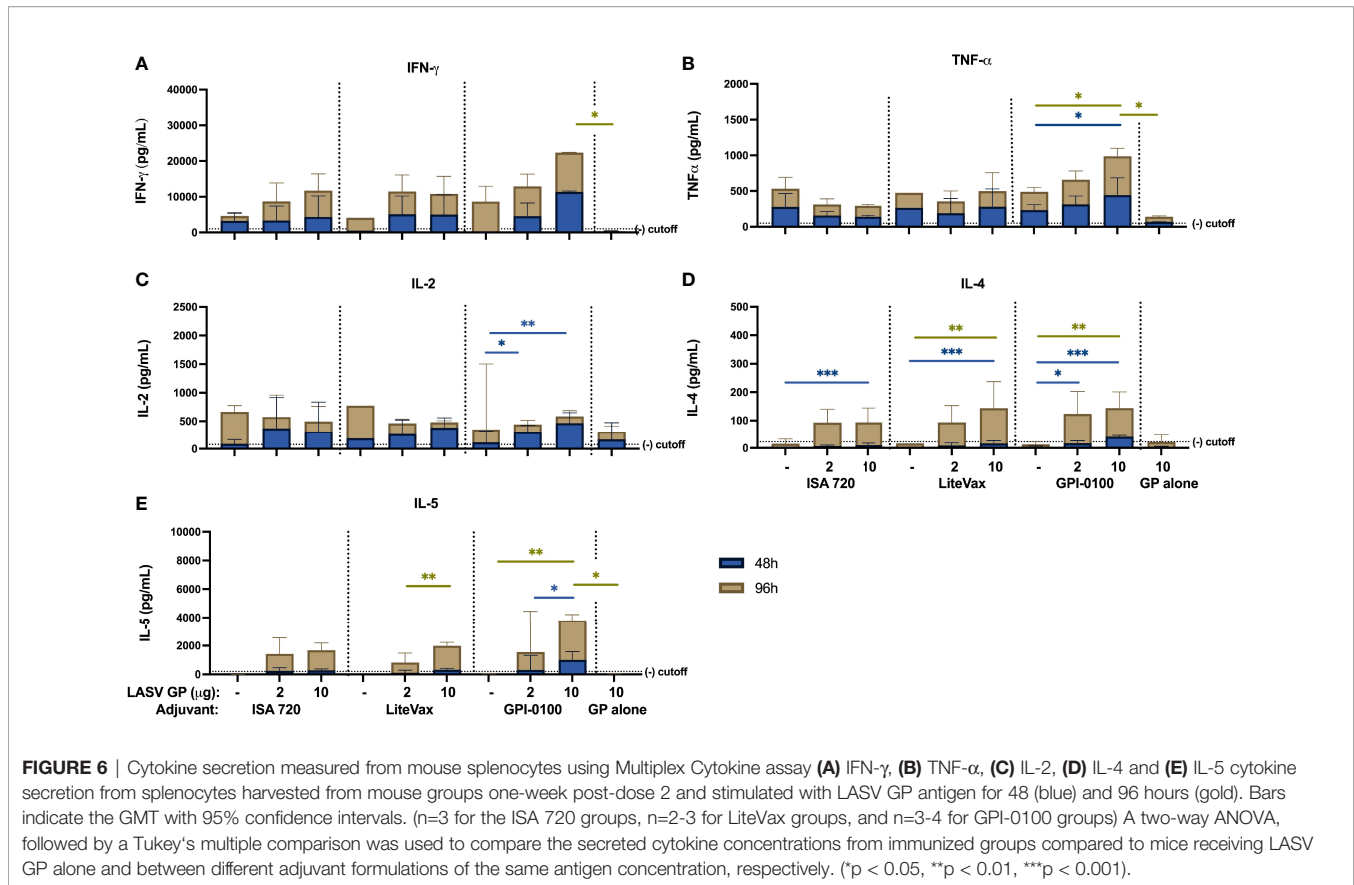 A
IFN-γ
IFN-γ (pg/mL)
40000
30000
20000
10000
0
*
(-) cutoff
B
TNF-α
TNFα (pg/mL)
2000
1500
1000
500
0
*
*
*
(-) cutoff
C
IL-2
IL-2 (pg/mL)
2500
2000
1500
1000
500
0
**
*
(-) cutoff
D
IL-4
IL-4 (pg/mL)
500
400
300
200
100
0
***
**
***
**
***
*
(-) cutoff
- 2 10 - 2 10 - 2 10 10
ISA 720 LiteVax GPI-0100 GP alone
E
IL-5
IL-5 (pg/mL)
10000
8000
6000
4000
2000
0
**
**
*
*
(-) cutoff
LASV GP (μg): - 2 10 - 2 10 - 2 10 10
Adjuvant: ISA 720 LiteVax GPI-0100 GP alone
48h
96h
FIGURE 6 | Cytokine secretion measured from mouse splenocytes using Multiplex Cytokine assay (A) IFN-γ, (B) TNF-α, (C) IL-2, (D) IL-4 and (E) IL-5 cytokine
secretion from splenocytes harvested from mouse groups one-week post-dose 2 and stimulated with LASV GP antigen for 48 (blue) and 96 hours (gold). Bars
indicate the GMT with 95% confidence intervals. (n=3 for the ISA 720 groups, n=2-3 for LiteVax groups, and n=3-4 for GPI-0100 groups) A two-way ANOVA,
followed by a Tukey‘s multiple comparison was used to compare the secreted cytokine concentrations from immunized groups compared to mice receiving LASV
GP alone and between different adjuvant formulations of the same antigen concentration, respectively. (*p < 0.05, **p < 0.01, ***p < 0.001).